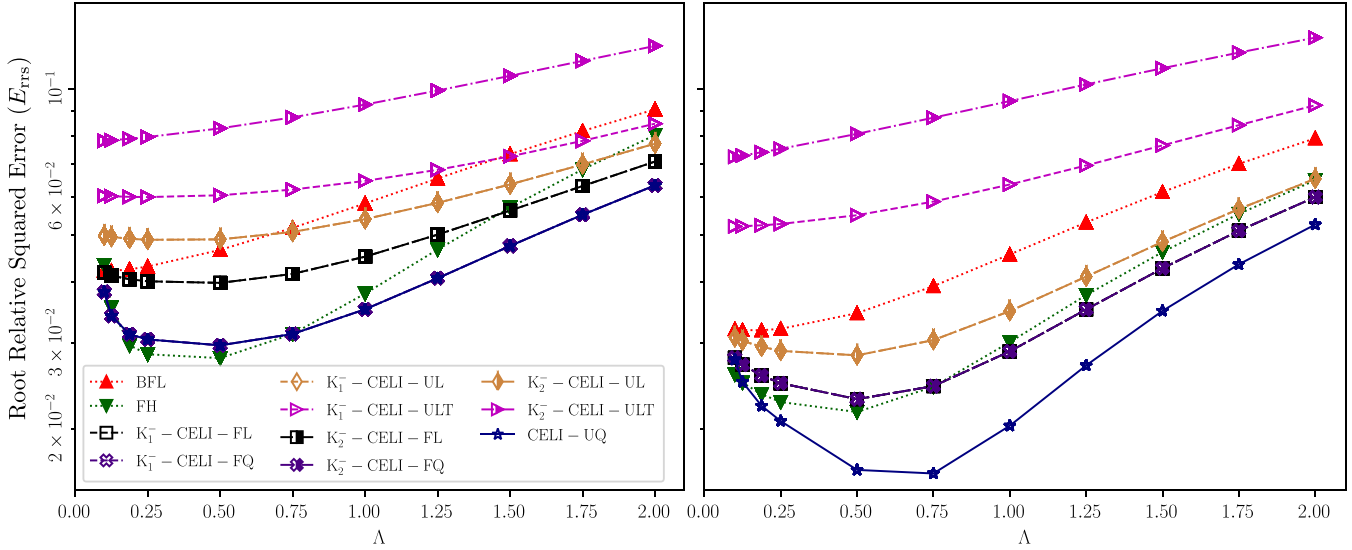 Root Relative Squared Error (E_rs)
10⁻¹
6 × 10⁻²
3 × 10⁻²
2 × 10⁻²
BFL
FH
K₁⁻ − CELI − FL
K₁⁻ − CELI − FQ
K₁⁻ − CELI − UL
K₁⁻ − CELI − ULT
K₂⁻ − CELI − FL
K₂⁻ − CELI − FQ
K₂⁻ − CELI − UL
K₂⁻ − CELI − ULT
CELI − UQ
0.00 0.25 0.50 0.75 1.00 1.25 1.50 1.75 2.00
Λ
0.00 0.25 0.50 0.75 1.00 1.25 1.50 1.75 2.00
Λ